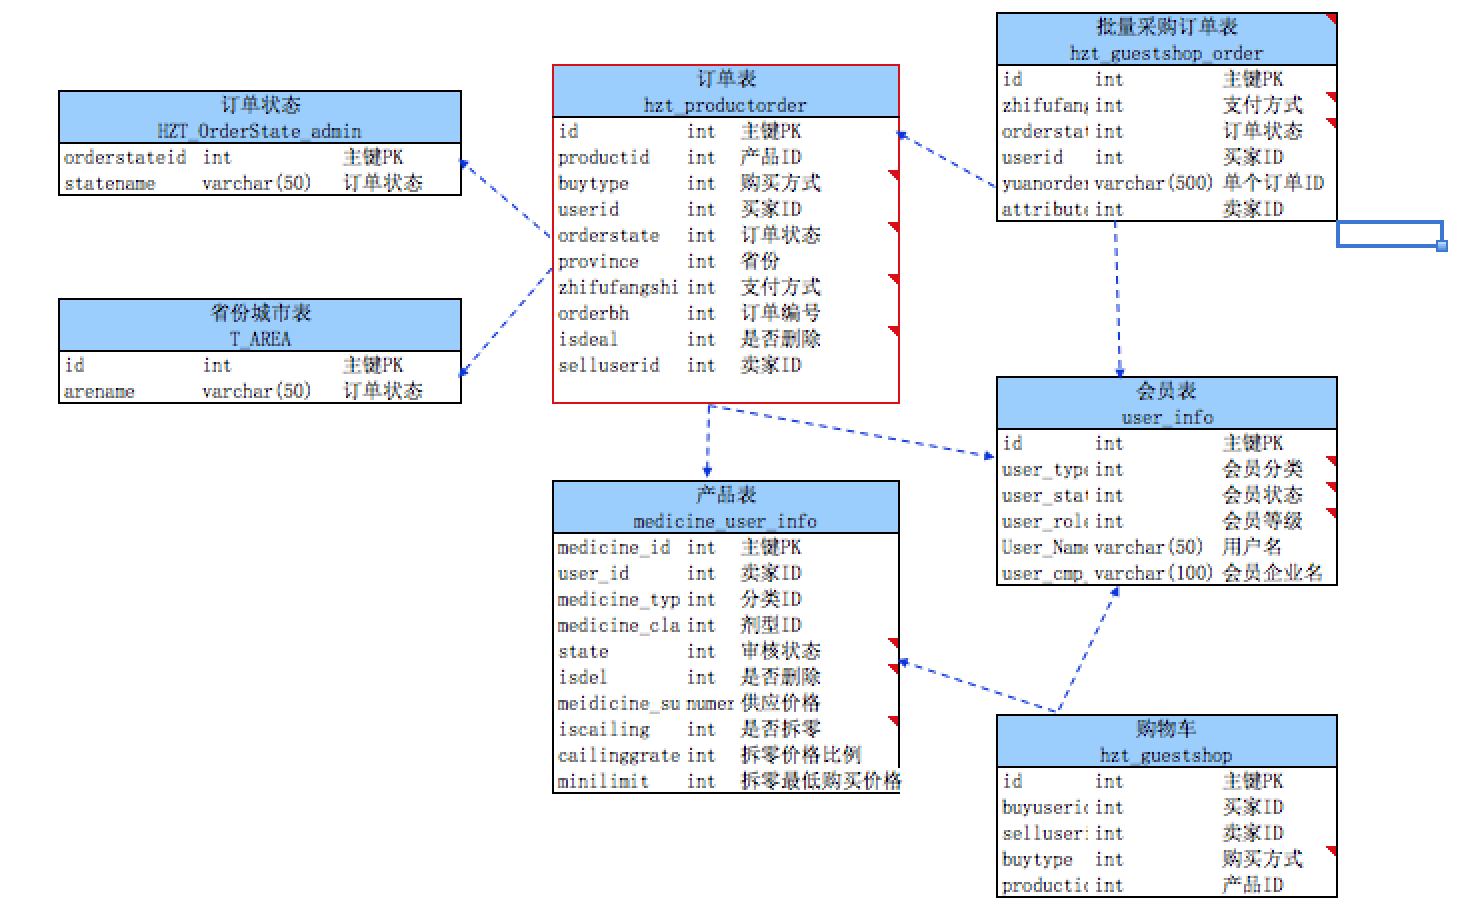 订单状态
HZT_OrderState_admin
orderstateid int 主键PK
statename varchar(50) 订单状态
省份城市表
T_AREA
id int 主键PK
arename varchar(50) 订单状态
订单表
hzt_productorder
id int 主键PK
productid int 产品ID
buytype int 购买方式
userid int 买家ID
orderstate int 订单状态
province int 省份
zhifufangshi int 支付方式
orderbh int 订单编号
isdeal int 是否删除
selluserid int 卖家ID
产品表
medicine_user_info
medicine_id int 主键PK
user_id int 卖家ID
medicine_typ int 分类ID
medicine_cla int 剂型ID
state int 审核状态
isdel int 是否删除
meidicine_su numer 供应价格
iscailing int 是否拆零
cailinggrate int 拆零价格比例
minilimit int 拆零最低购买价格
批量采购订单表
hzt_guestshop_order
id int 主键PK
zhifufang int 支付方式
orderstat int 订单状态
userid int 买家ID
yuanorder varchar(500) 单个订单ID
attribute int 卖家ID
会员表
user_info
id int 主键PK
user_type int 会员分类
user_stat int 会员状态
user_role int 会员等级
User_Name varchar(50) 用户名
user_cmp_ varchar(100) 会员企业名
购物车
hzt_guestshop
id int 主键PK
buyuseric int 买家ID
selluser int 卖家ID
buytype int 购买方式
productic int 产品ID